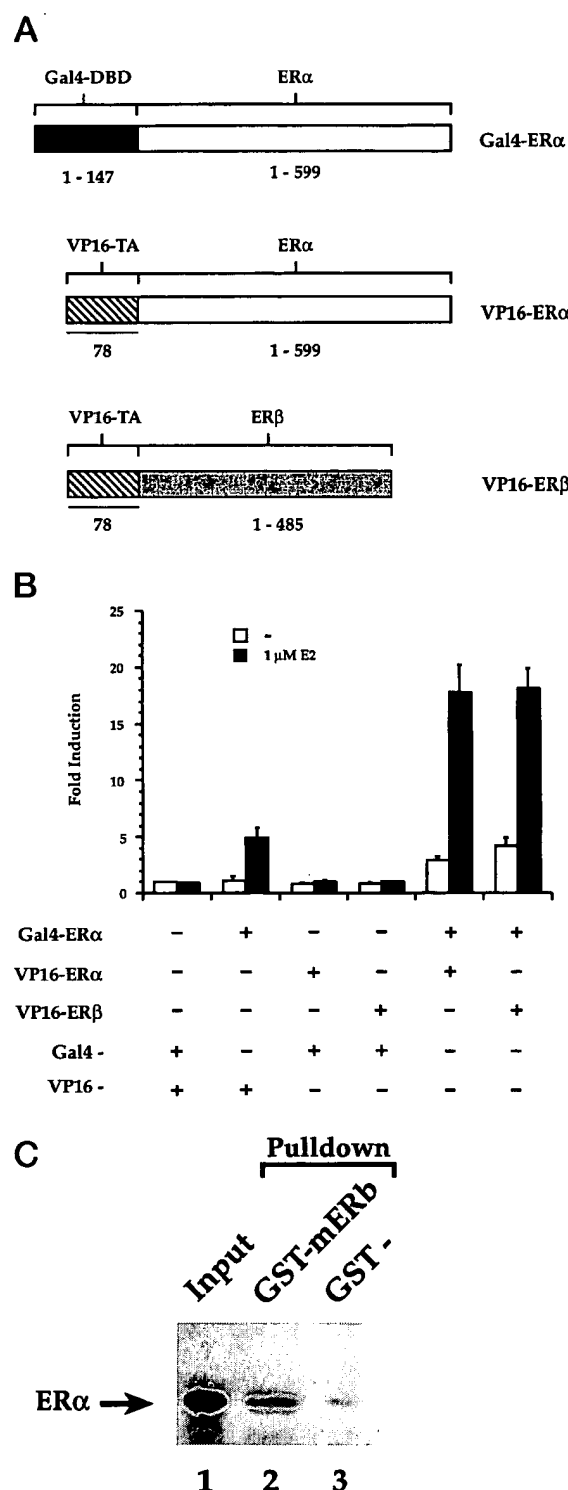 A
Gal4-DBD ERα
Gal4-ERα
1 - 147 1 - 599
VP16-TA ERα
VP16-ERα
78 1 - 599
VP16-TA ERβ
VP16-ERβ
78 1 - 485
B
25
20
15
10
5
0
Fold Induction
-
1 µM E2
Gal4-ERα - + - - + +
VP16-ERα - - + - + -
VP16-ERβ - - - + - +
Gal4 - + - + + - -
VP16 - + + - - - -
C
Pulldown
Input GST-mERb GST -
ERα
1 2 3